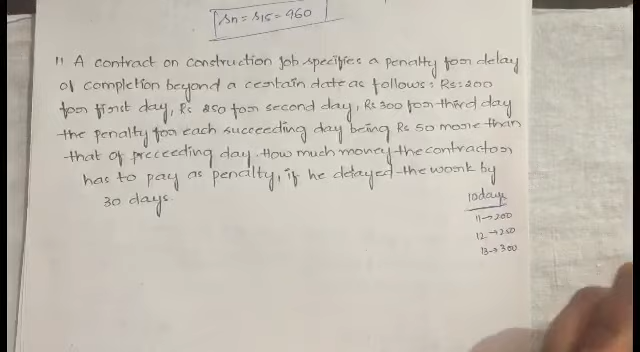 Sn = S15 = 960
11 A contract on construction job specifies a penalty for delay
of completion beyond a certain date as follows: Rs: 200
for first day, Rs 250 for second day, Rs 300 for third day
the penalty for each succeeding day being Rs 50 more than
that of preceeding day. How much money the contractor
has to pay as penalty, if he delayed the work by
30 days.
10 days
11 → 200
12 → 200
13 → 300